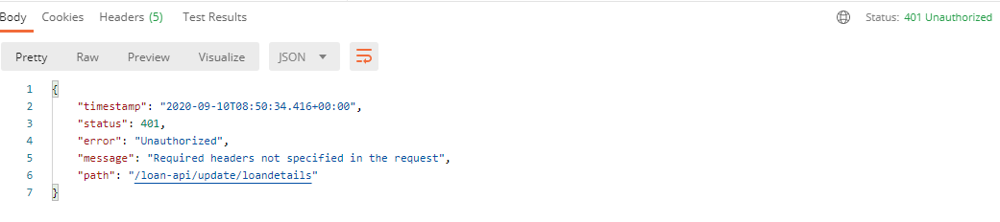 Body Cookies Headers (5) Test Results Status: 401 Unauthorized
Pretty Raw Preview Visualize JSON
1 {
2 "timestamp": "2020-09-10T08:50:34.416+00:00",
3 "status": 401,
4 "error": "Unauthorized",
5 "message": "Required headers not specified in the request",
6 "path": "/loan-api/update/loandetails"
7 }